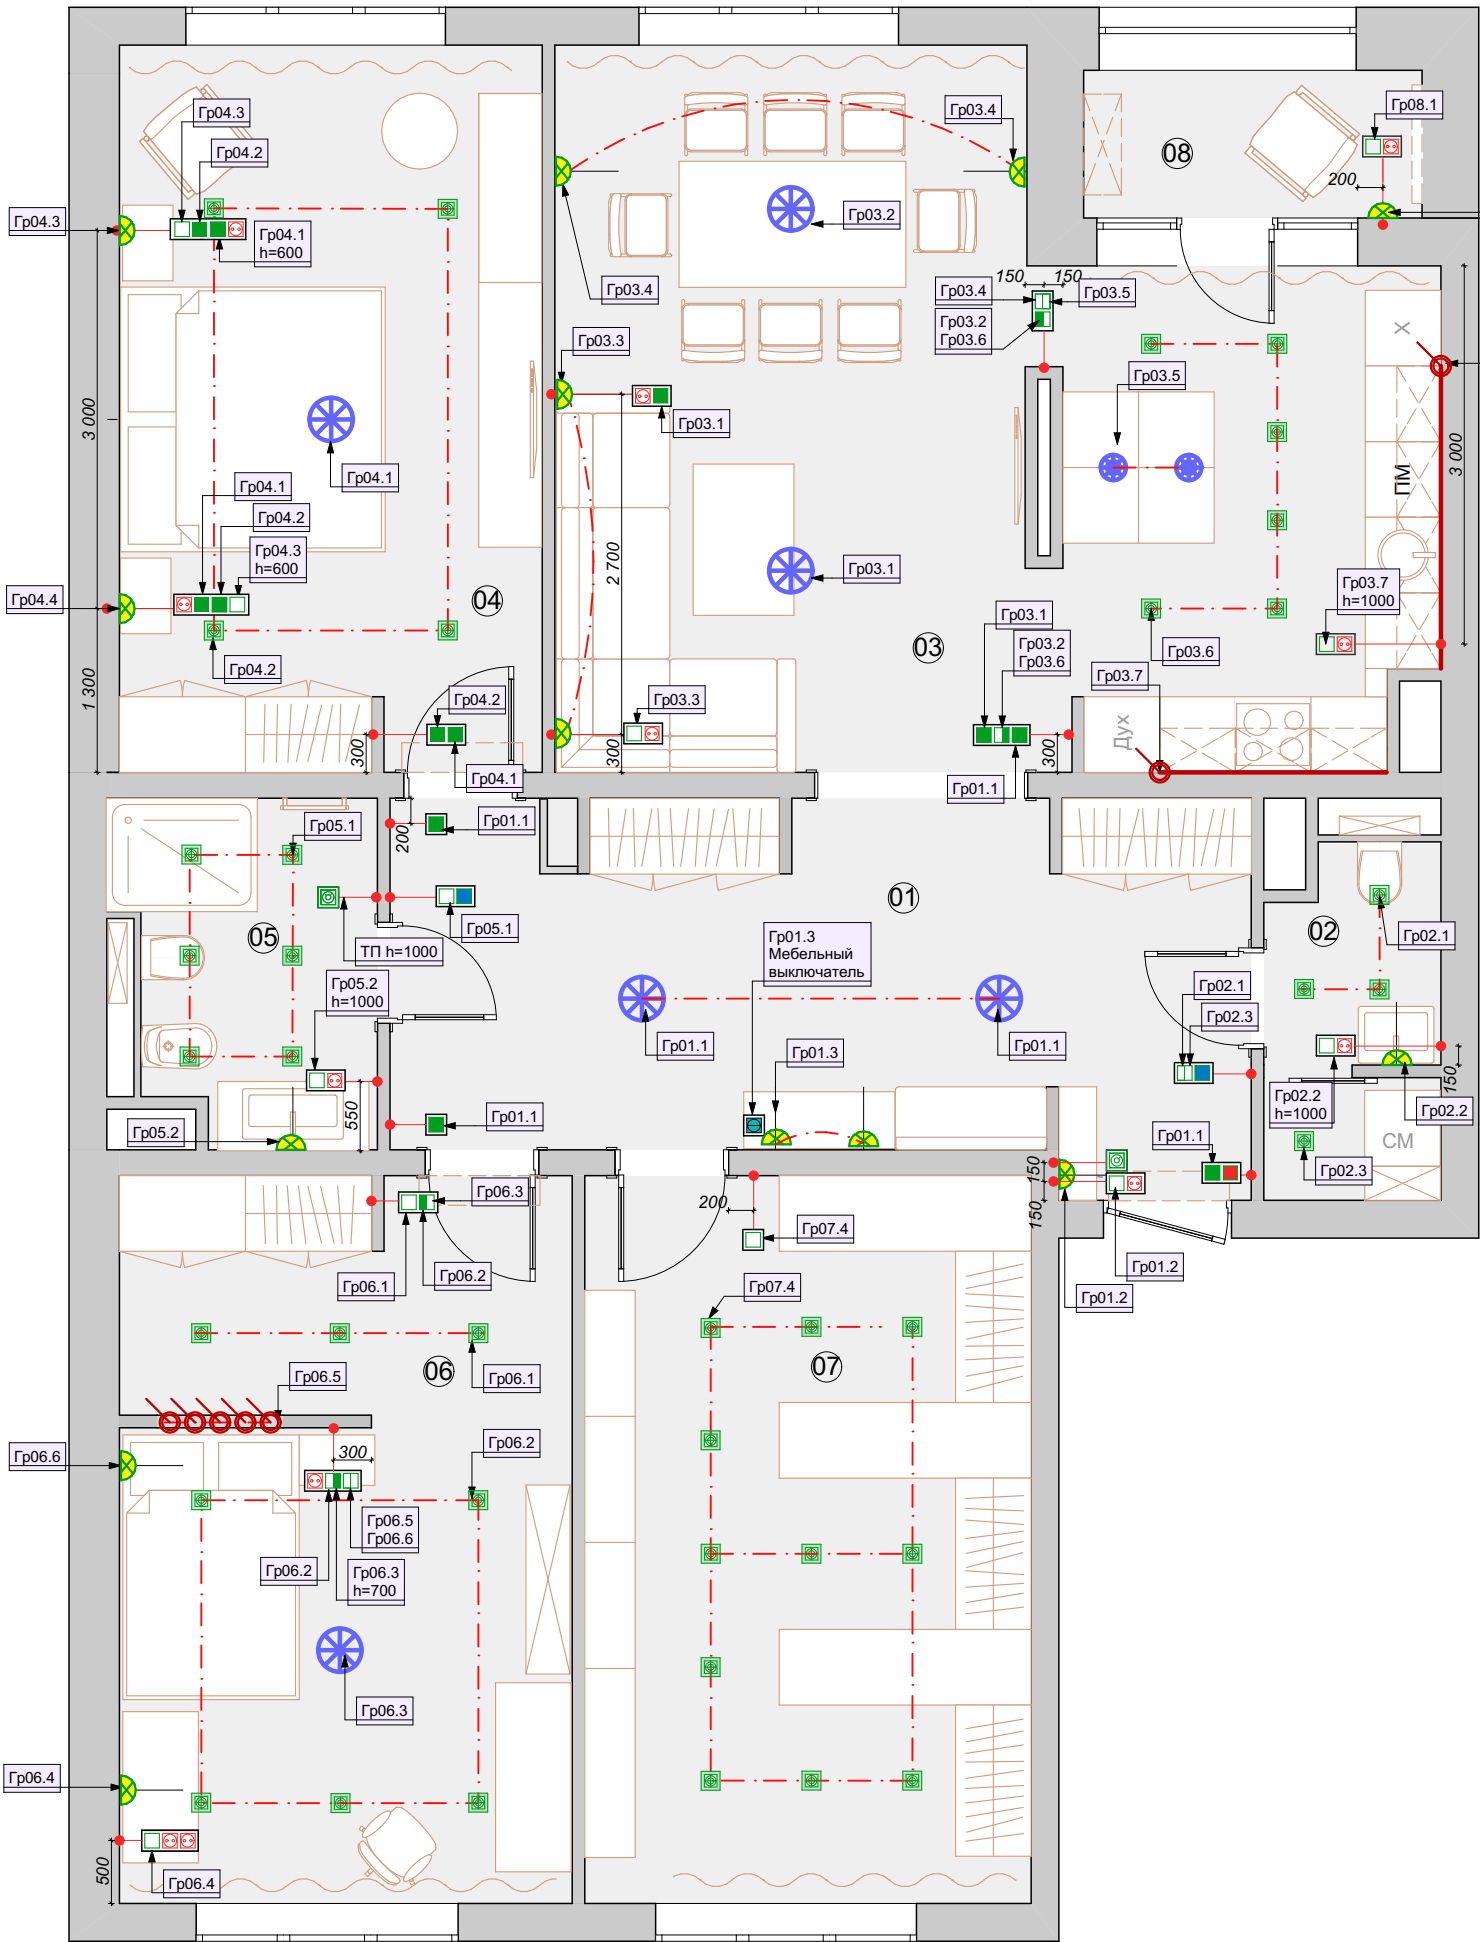 Гр04.3
Гр04.2
Гр04.3
Гр04.1
h=600
3 000
Гр04.1
Гр04.1
Гр04.2
Гр04.3
h=600
Гр04.4
04
Гр04.2
1 300
Гр04.2
300
Гр04.1
Гр03.4
Гр03.2
Гр03.4
150
150
Гр03.4
Гр03.5
Гр03.2
Гр03.6
Гр03.3
Гр03.1
2 700
Гр03.1
03
Гр03.3
300
Гр03.1
Гр03.2
Гр03.6
300
Гр01.1
Гр08.1
08
200
Гр03.5
Х
ПМ
3 000
Гр03.7
h=1000
Гр03.6
Гр03.7
Дух
Гр05.1
200
Гр01.1
05
Гр05.1
ТП h=1000
Гр05.2
h=1000
550
Гр05.2
Гр01.1
01
Гр01.3
Мебельный
выключатель
Гр01.1
Гр01.3
Гр01.1
02
Гр02.1
Гр02.1
Гр02.3
150
Гр02.2
h=1000
Гр02.2
СМ
Гр02.3
Гр01.1
150
150
Гр01.2
Гр01.2
Гр06.3
Гр06.2
Гр06.1
06
Гр06.1
Гр06.5
Гр06.6
300
Гр06.2
Гр06.5
Гр06.6
Гр06.2
Гр06.3
h=700
Гр06.3
Гр06.4
Гр06.4
500
200
Гр07.4
Гр07.4
07